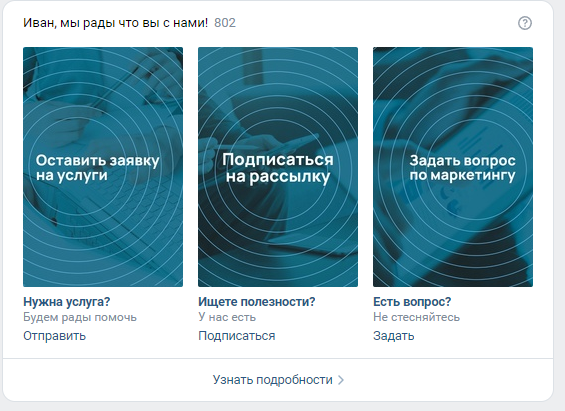 Иван, мы рады что вы с нами! 802
Оставить заявку
на услуги
Подписаться
на рассылку
Задать вопрос
по маркетингу
Нужна услуга?
Будем рады помочь
Отправить
Ищете полезности?
У нас есть
Подписаться
Есть вопрос?
Не стесняйтесь
Задать
Узнать подробности